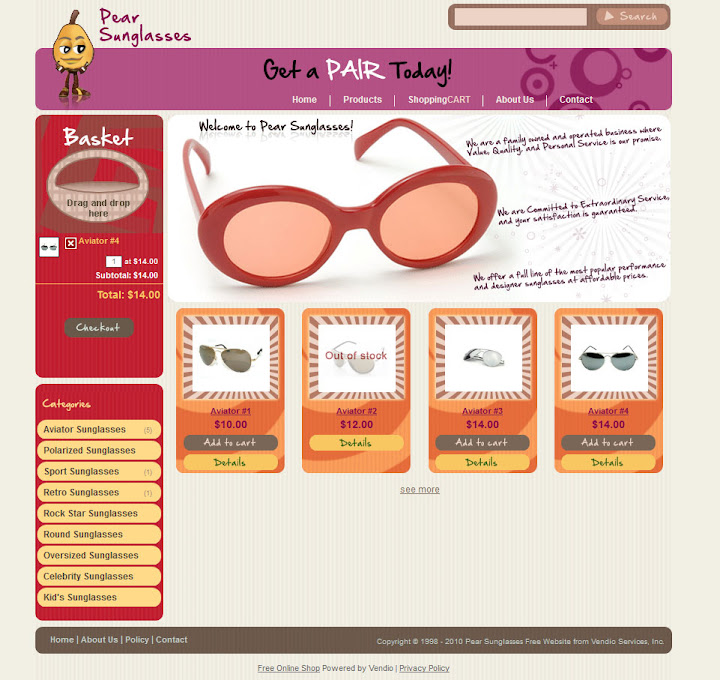 Pear
Sunglasses
Search
Get a PAIR Today!
Home | Products | ShoppingCART | About Us | Contact
Basket
Drag and drop
here
Aviator #4
1 at $14.00
Subtotal: $14.00
Total: $14.00
Checkout
Welcome to Pear Sunglasses!
We are a family owned and operated business where
Value, Quality, and Personal Service is our promise.
We are Committed to Extraordinary Service,
and your satisfaction is guaranteed.
We offer a full line of the most popular performance
and designer sunglasses at affordable prices.
Categories
Aviator Sunglasses (5)
Polarized Sunglasses
Sport Sunglasses (1)
Retro Sunglasses (1)
Rock Star Sunglasses
Round Sunglasses
Oversized Sunglasses
Celebrity Sunglasses
Kid's Sunglasses
Aviator #1
$10.00
Add to cart
Details
Out of stock
Aviator #2
$12.00
Details
Aviator #3
$14.00
Add to cart
Details
Aviator #4
$14.00
Add to cart
Details
see more
Home | About Us | Policy | Contact
Copyright © 1998 - 2010 Pear Sunglasses Free Website from Vendio Services, Inc.
Free Online Shop Powered by Vendio | Privacy Policy